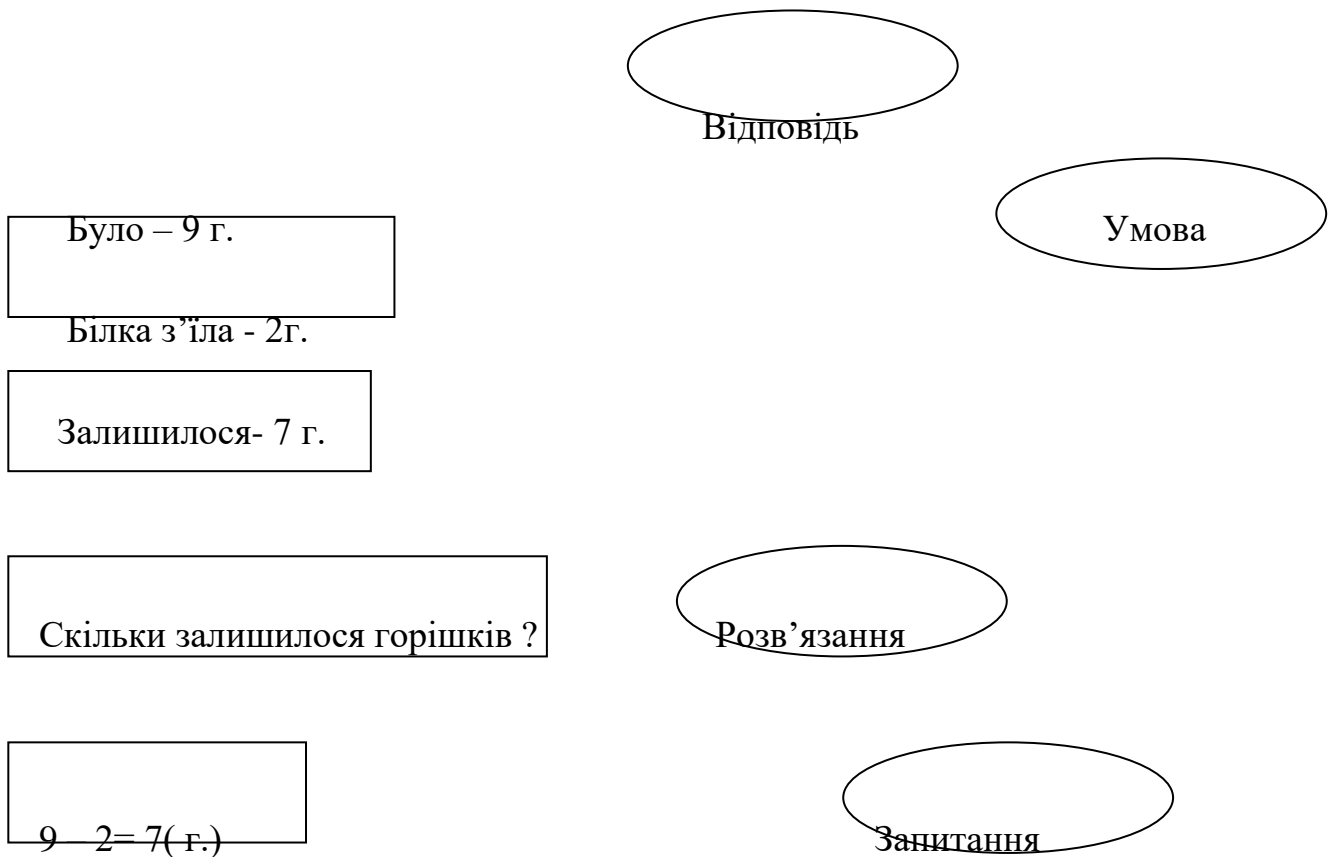 Відповідь
Було – 9 г.
Умова
Білка з’їла - 2г.
Залишилося- 7 г.
Скільки залишилося горішків ?
Розв’язання
9 – 2= 7( г.)
Запитання